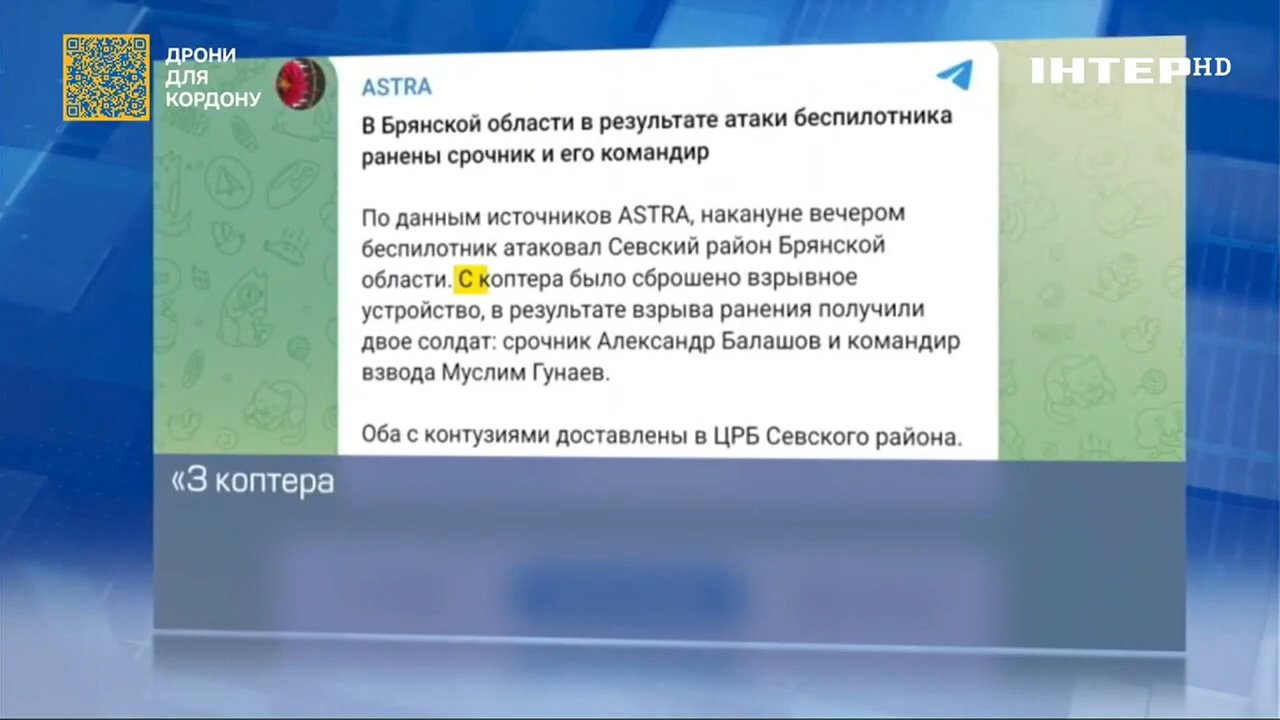 ДРОНИ
ДЛЯ
КОРДОНУ
ІНТЕРHD
ASTRA
В Брянской области в результате атаки беспилотника
ранены срочник и его командир
По данным источников ASTRA, накануне вечером
беспилотник атаковал Севский район Брянской
области. С коптера было сброшено взрывное
устройство, в результате взрыва ранения получили
двое солдат: срочник Александр Балашов и командир
взвода Муслим Гунаев.
Оба с контузиями доставлены в ЦРБ Севского района.
«З коптера